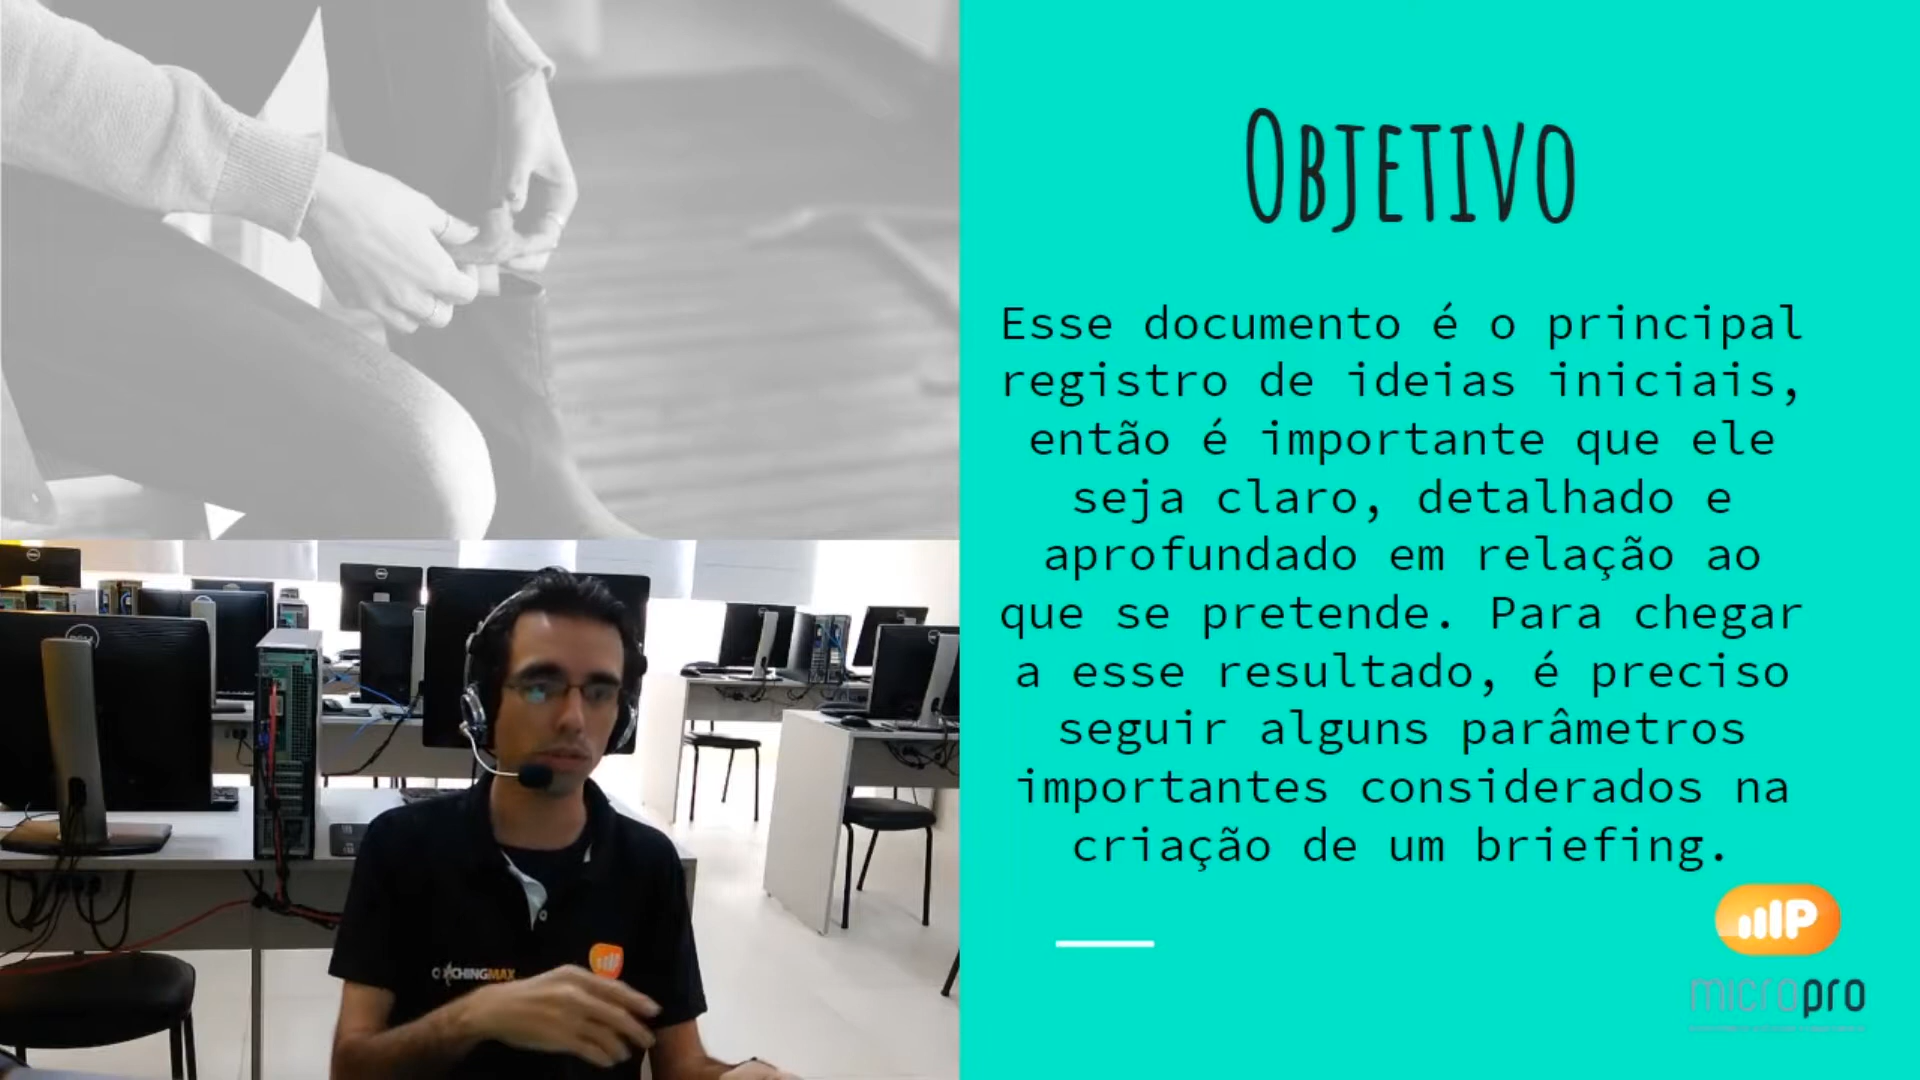 Objetivo
Esse documento é o principal
registro de ideias iniciais,
então é importante que ele
seja claro, detalhado e
aprofundado em relação ao
que se pretende. Para chegar
a esse resultado, é preciso
seguir alguns parâmetros
importantes considerados na
criação de um briefing.
micropro
COACHINGMAX
DELL